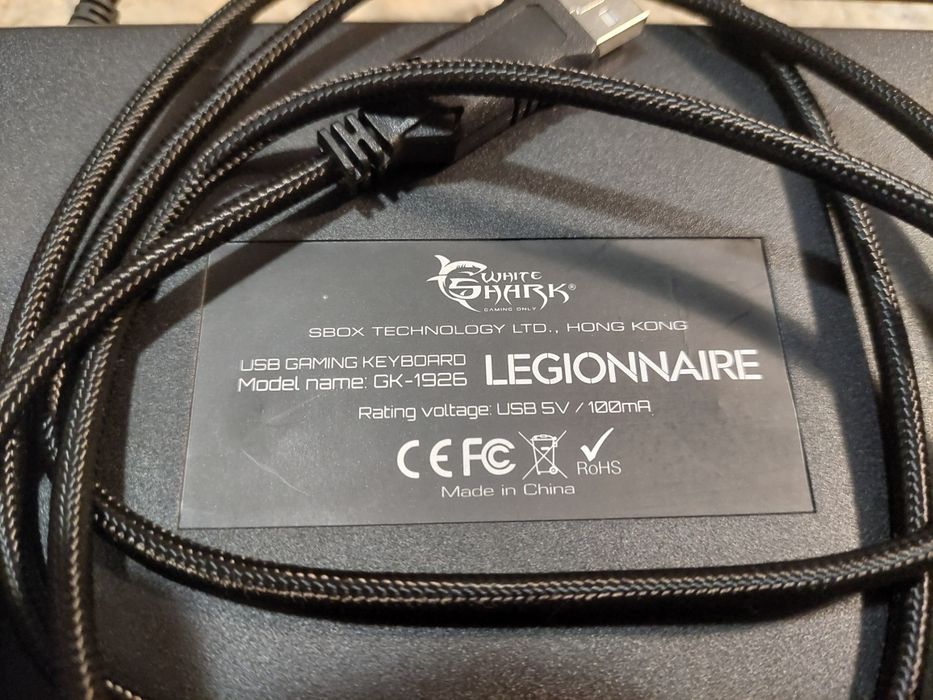 WHITE
SHARK®
GAMING ONLY
SBOX TECHNOLOGY LTD., HONG KONG
USB GAMING KEYBOARD
Model name: GK-1926
LEGIONNAIRE
Rating voltage: USB 5V / 100mA
CE FC
RoHS
Made in China